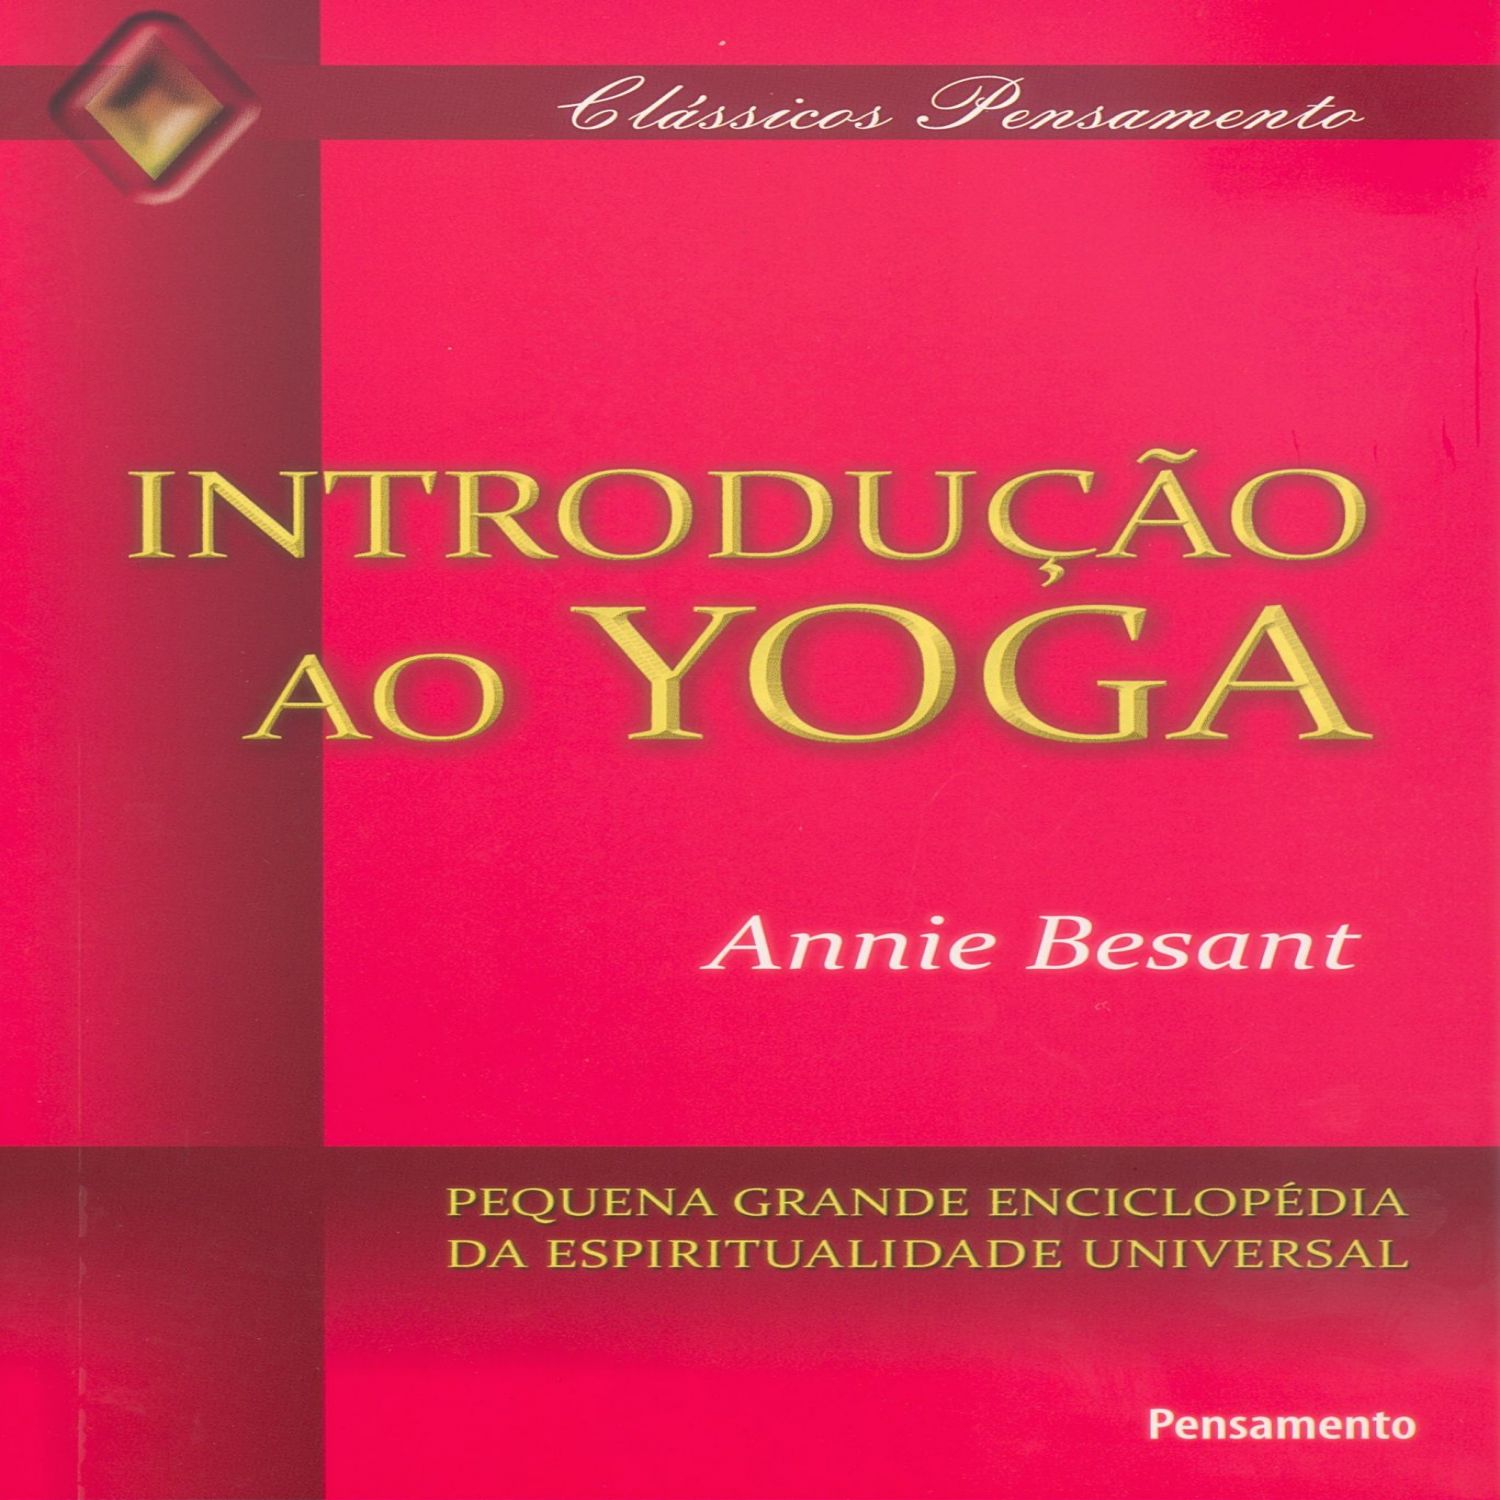 Clássicos Pensamento
INTRODUÇÃO
AO YOGA
Annie Besant
PEQUENA GRANDE ENCICLOPÉDIA
DA ESPIRITUALIDADE UNIVERSAL
Pensamento